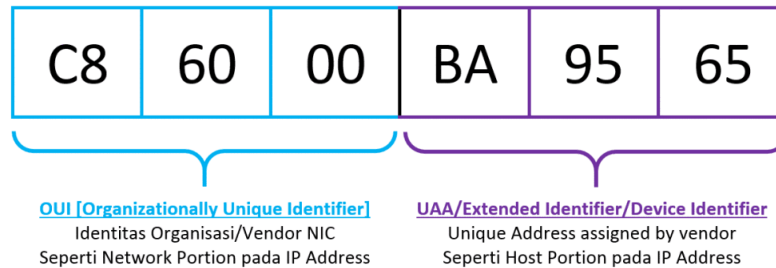 C8 60 00 BA 95 65
OUI [Organizationally Unique Identifier]
Identitas Organisasi/Vendor NIC
Seperti Network Portion pada IP Address
UAA/Extended Identifier/Device Identifier
Unique Address assigned by vendor
Seperti Host Portion pada IP Address